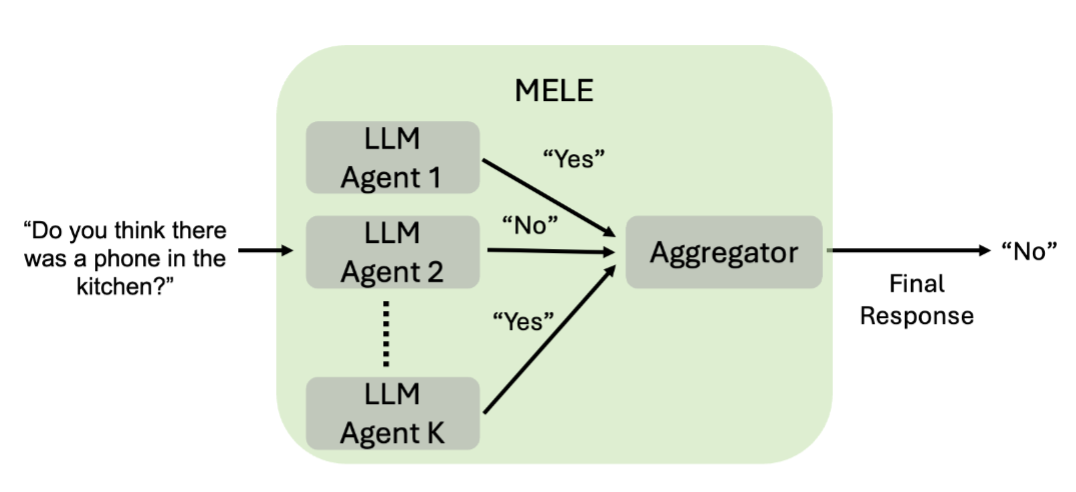 MELE
“Do you think there
was a phone in the
kitchen?”
LLM
Agent 1
“Yes”
LLM
Agent 2
“No”
LLM
Agent K
“Yes”
Aggregator
Final
Response
“No”